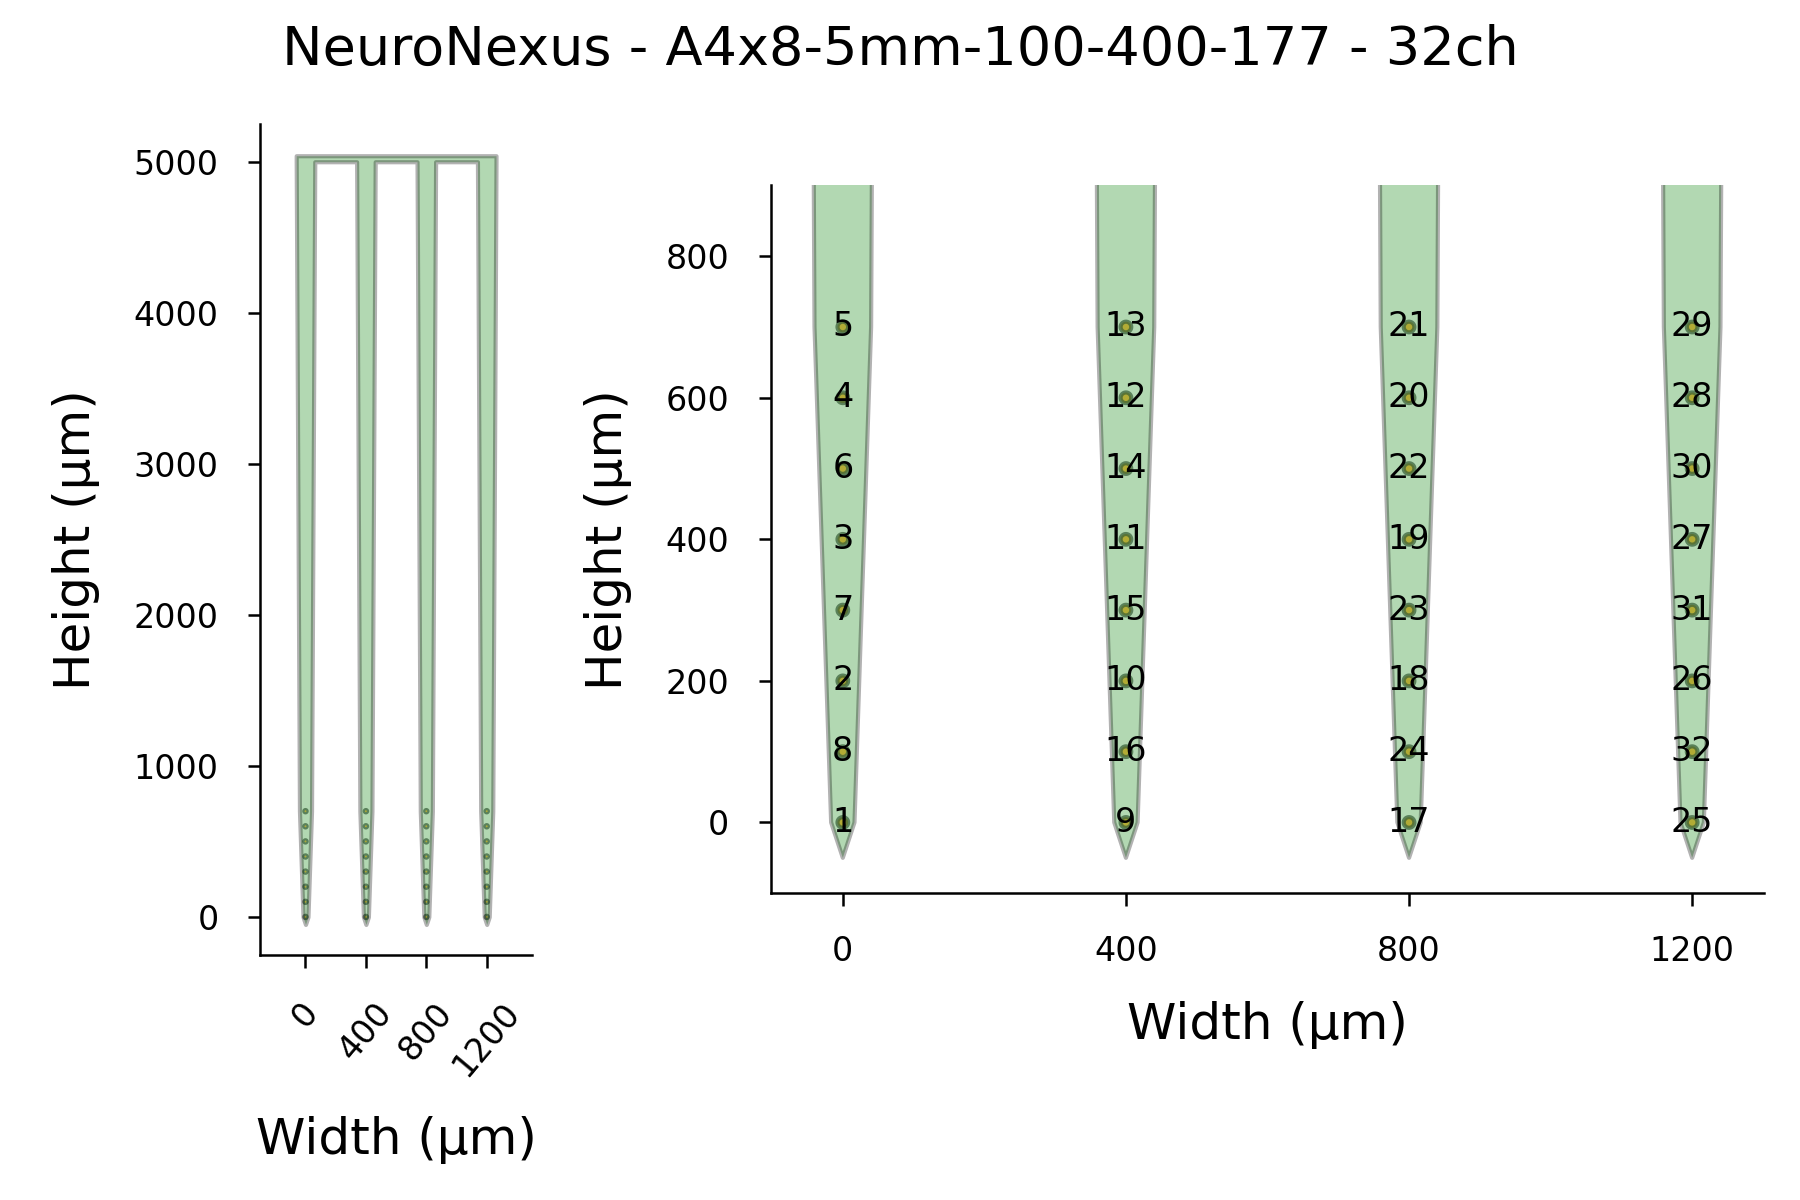 NeuroNexus - A4x8-5mm-100-400-177 - 32ch
Height (μm)
5000
4000
3000
2000
1000
0
0 400 800 1200
Width (μm)
Height (μm)
800
600
400
200
0
5 13 21 29
4 12 20 28
6 14 22 30
3 11 19 27
7 15 23 31
2 10 18 26
8 16 24 32
1 9 17 25
0 400 800 1200
Width (μm)